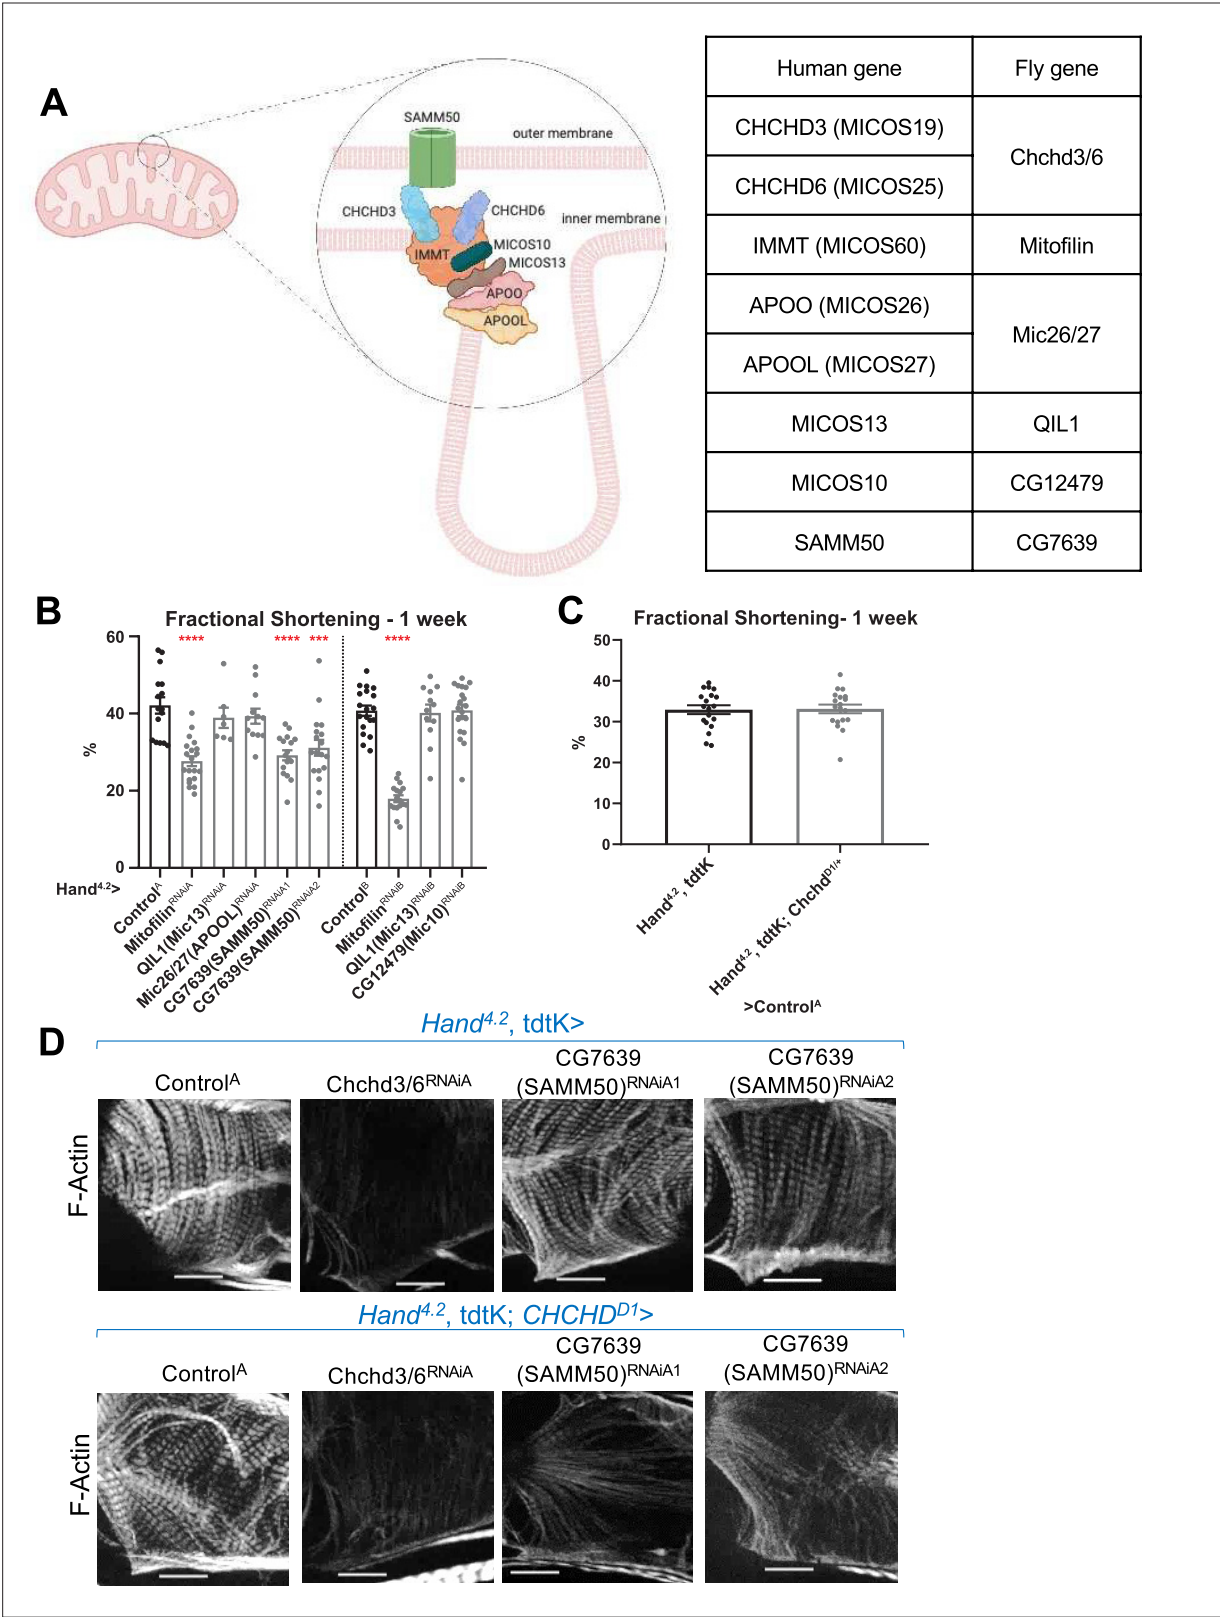 A
SAMM50
outer membrane
CHCHD3
CHCHD6
inner membrane
IMMT
MICOS10
MICOS13
APOO
APOOL
Human gene Fly gene
CHCHD3 (MICOS19)
Chchd3/6
CHCHD6 (MICOS25)
IMMT (MICOS60) Mitofilin
APOO (MICOS26)
Mic26/27
APOOL (MICOS27)
MICOS13 QIL1
MICOS10 CG12479
SAMM50 CG7639
B
Fractional Shortening - 1 week
60
40
20
0
%
**** **** *** ****
Hand4.2>
ControlA
MitofilinRNAiA
QIL1(Mic13)RNAiA
Mic26/27(APOOL)RNAiA
CG7639(SAMM50)RNAiA1
CG7639(SAMM50)RNAiA2
ControlB
MitofilinRNAiB
QIL1(Mic13)RNAiB
CG12479(Mic10)RNAiB
C
Fractional Shortening- 1 week
50
40
30
20
10
0
%
Hand4.2, tdtK
Hand4.2, tdtK; ChchdD1/+
>ControlA
D
Hand4.2, tdtK>
ControlA
Chchd3/6RNAiA
CG7639
(SAMM50)RNAiA1
CG7639
(SAMM50)RNAiA2
F-Actin
Hand4.2, tdtK; CHCHDD1>
ControlA
Chchd3/6RNAiA
CG7639
(SAMM50)RNAiA1
CG7639
(SAMM50)RNAiA2
F-Actin